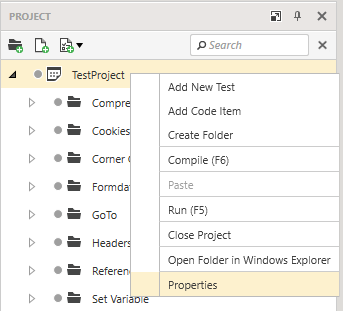 PROJECT
Search
TestProject
Add New Test
Compre
Add Code Item
Cookies
Create Folder
Corner
Compile (F6)
Formda
Paste
GoTo
Run (F5)
Headers
Close Project
Referenc
Open Folder in Windows Explorer
Set Variable
Properties